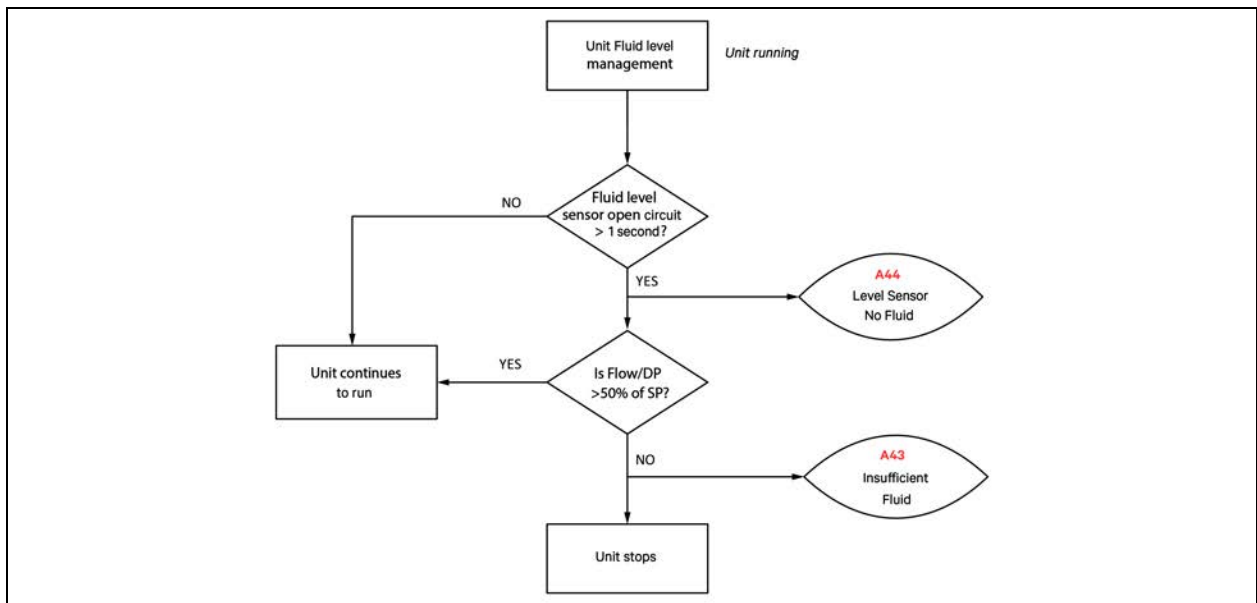 Unit Fluid level
management
Unit running
Fluid level
sensor open circuit
> 1 second?
NO
YES
A44
Level Sensor
No Fluid
Unit continues
to run
YES
Is Flow/DP
>50% of SP?
NO
A43
Insufficient
Fluid
Unit stops